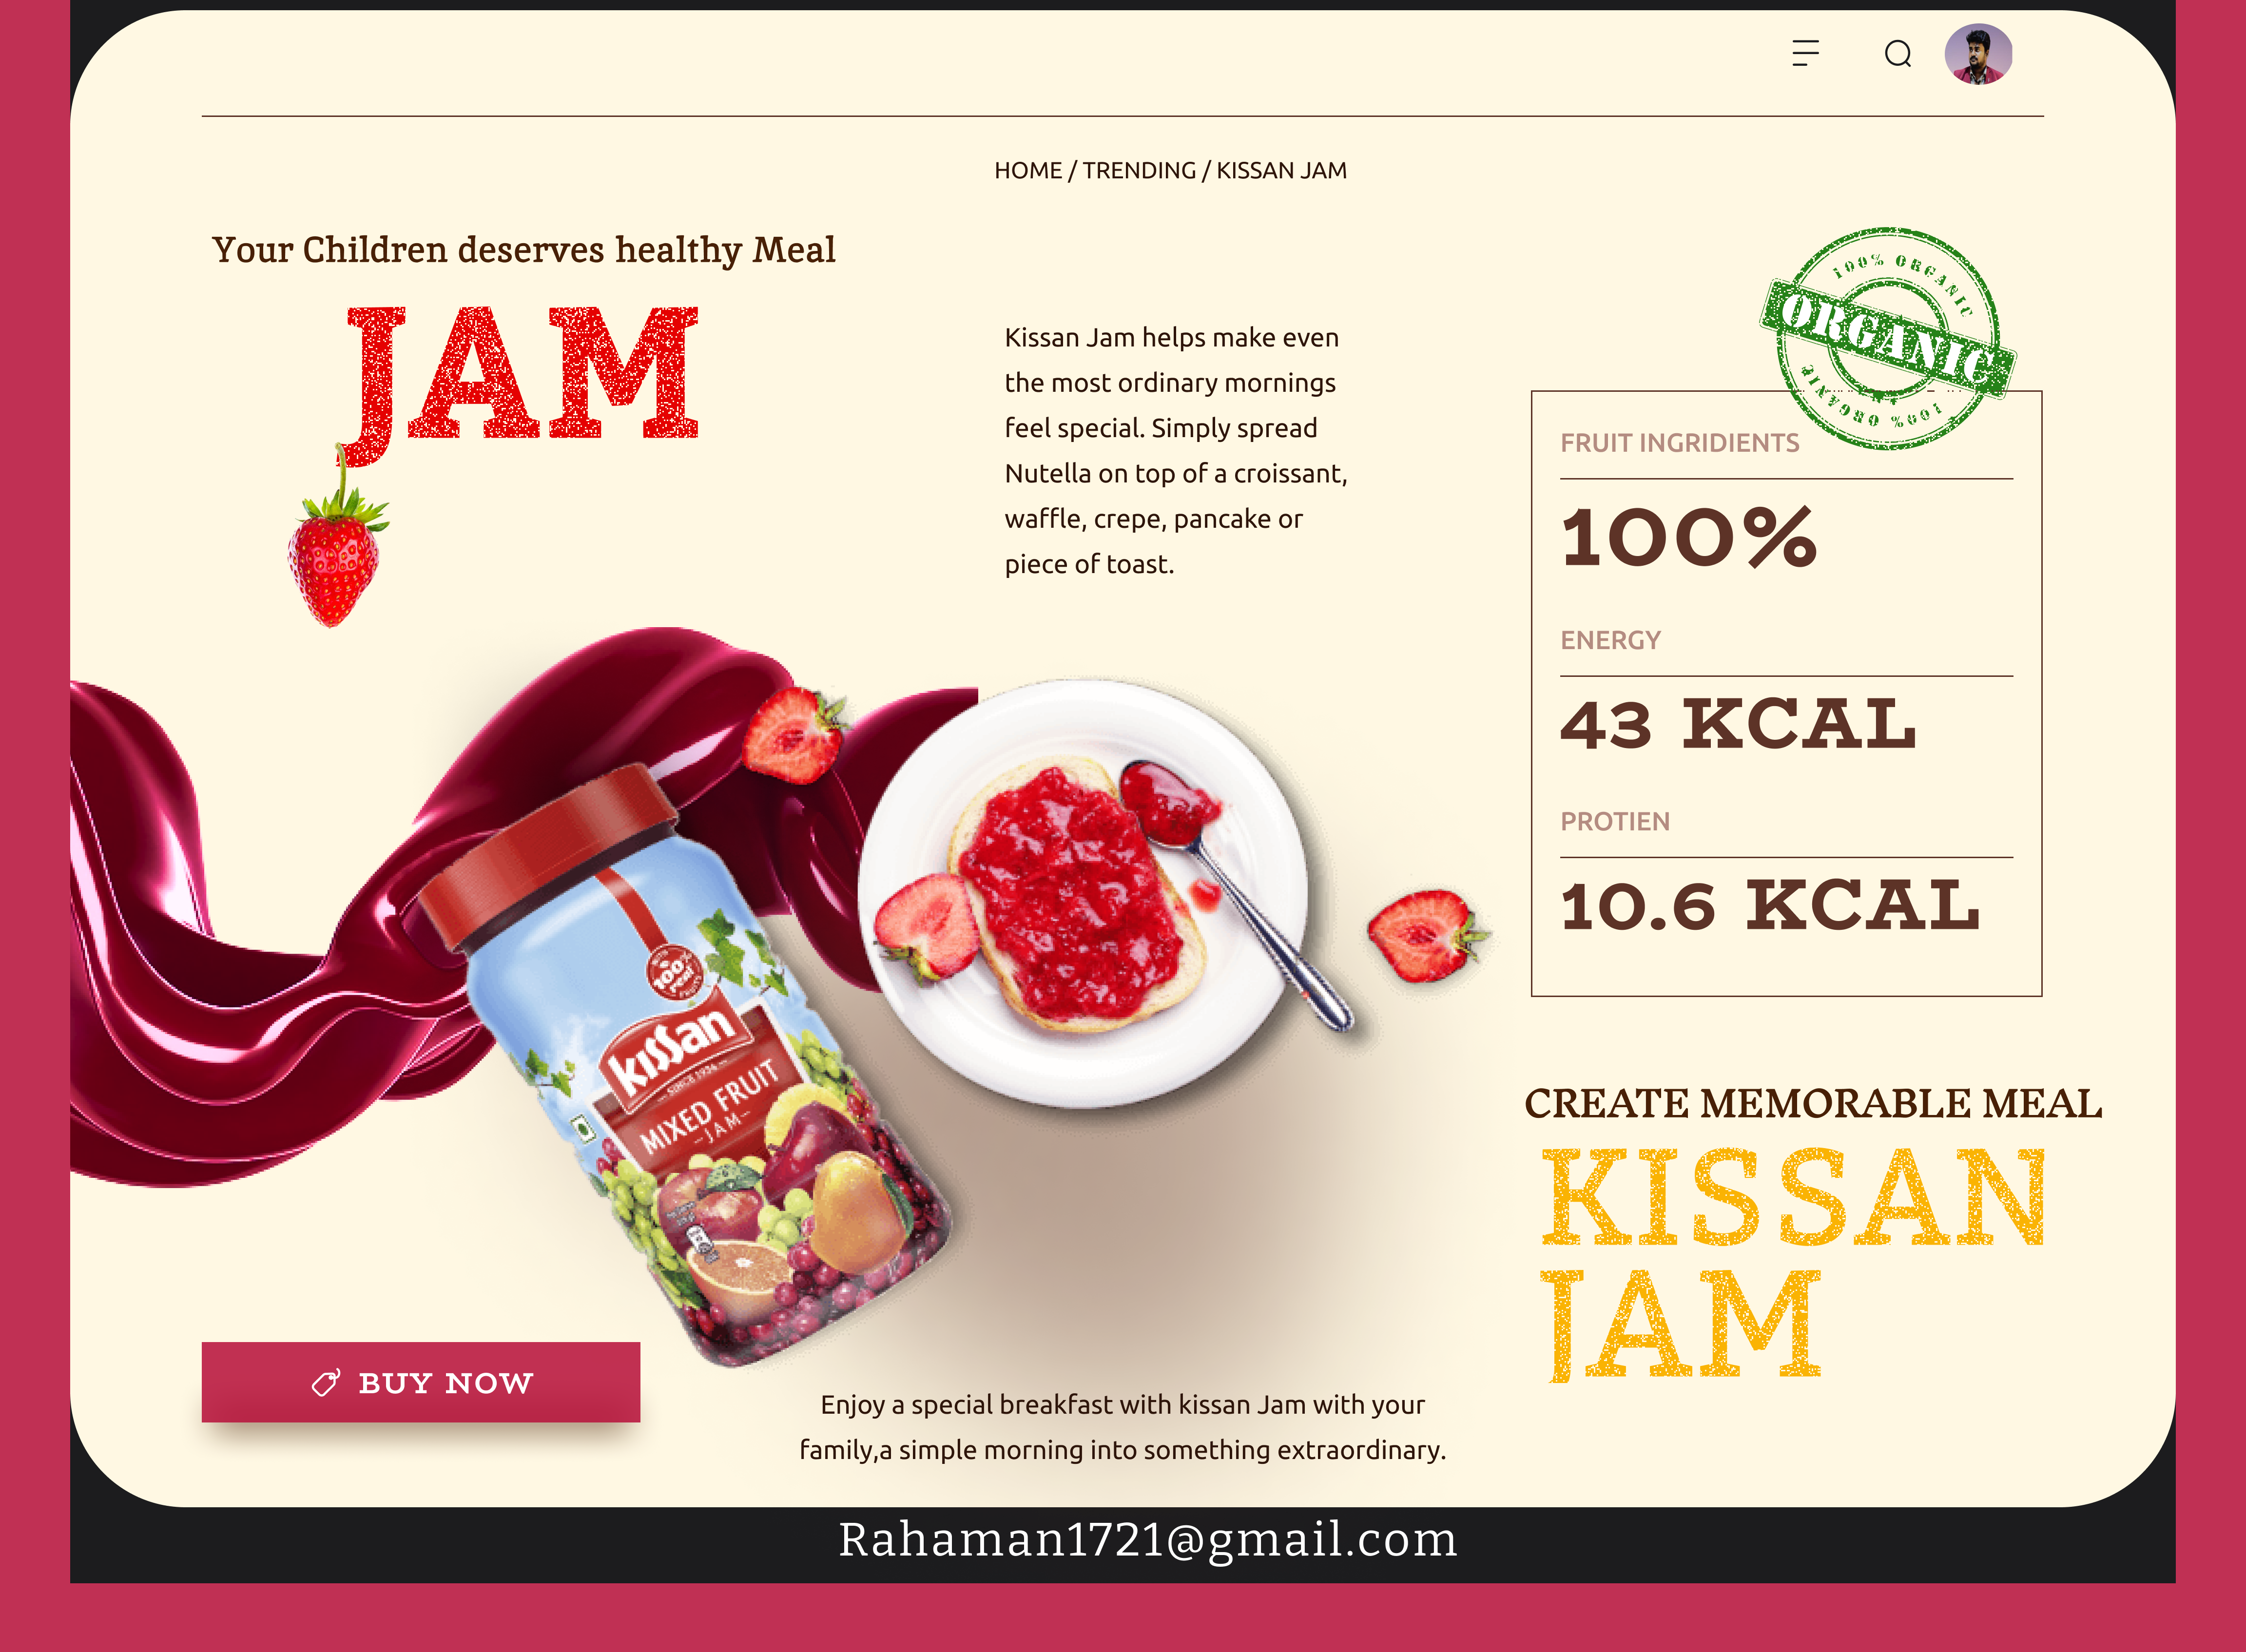 HOME / TRENDING / KISSAN JAM
Your Children deserves healthy Meal
JAM
Kissan Jam helps make even
the most ordinary mornings
feel special. Simply spread
Nutella on top of a croissant,
waffle, crepe, pancake or
piece of toast.
100% ORGANIC
ORGANIC
100% ORGANIC
FRUIT INGRIDIENTS
100%
ENERGY
43 KCAL
PROTIEN
10.6 KCAL
100%
real
FRUITS
kissan
SINCE 1934
MIXED FRUIT
-JAM-
CREATE MEMORABLE MEAL
KISSAN
JAM
BUY NOW
Enjoy a special breakfast with kissan Jam with your
family,a simple morning into something extraordinary.
Rahaman1721@gmail.com